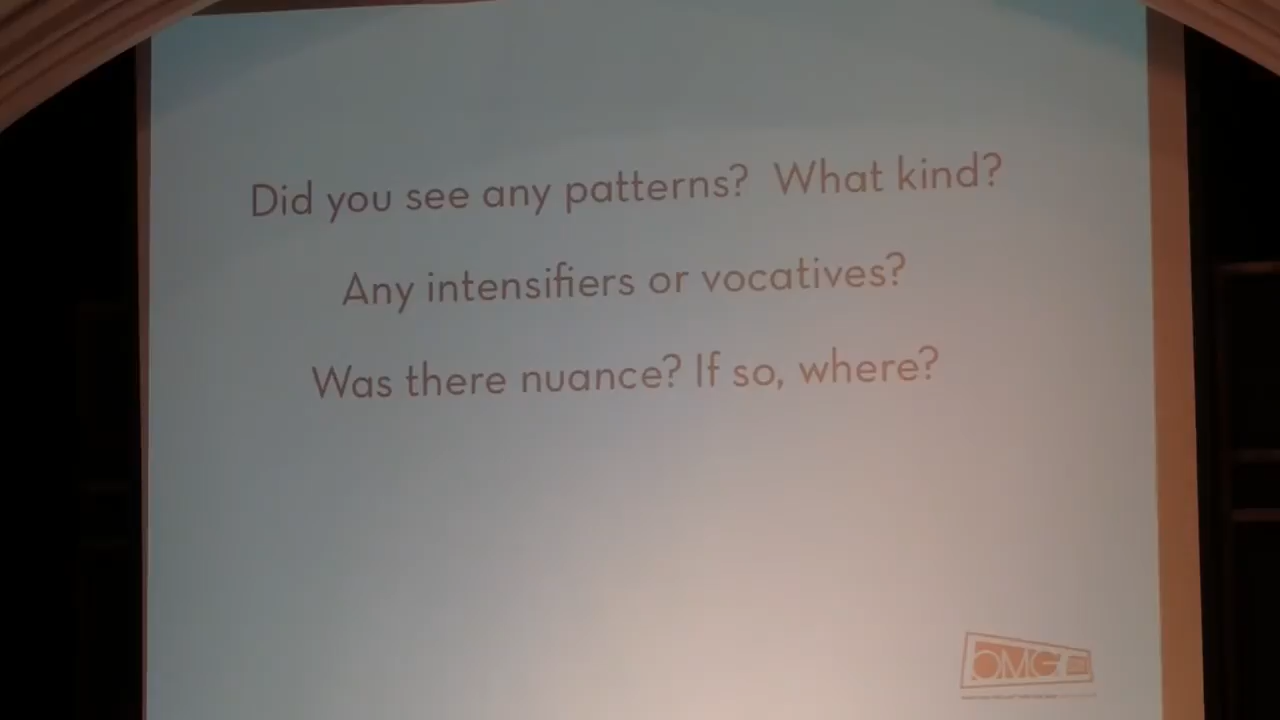 Did you see any patterns? What kind?
Any intensifiers or vocatives?
Was there nuance? If so, where?
OMG